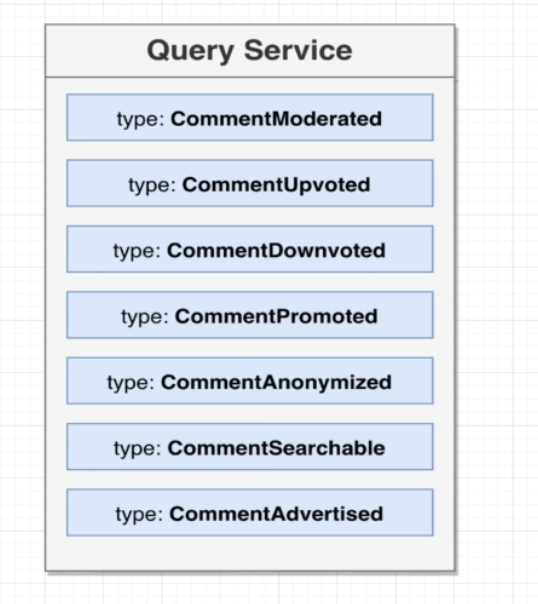 Query Service
type: CommentModerated
type: CommentUpvoted
type: CommentDownvoted
type: CommentPromoted
type: CommentAnonymized
type: CommentSearchable
type: CommentAdvertised